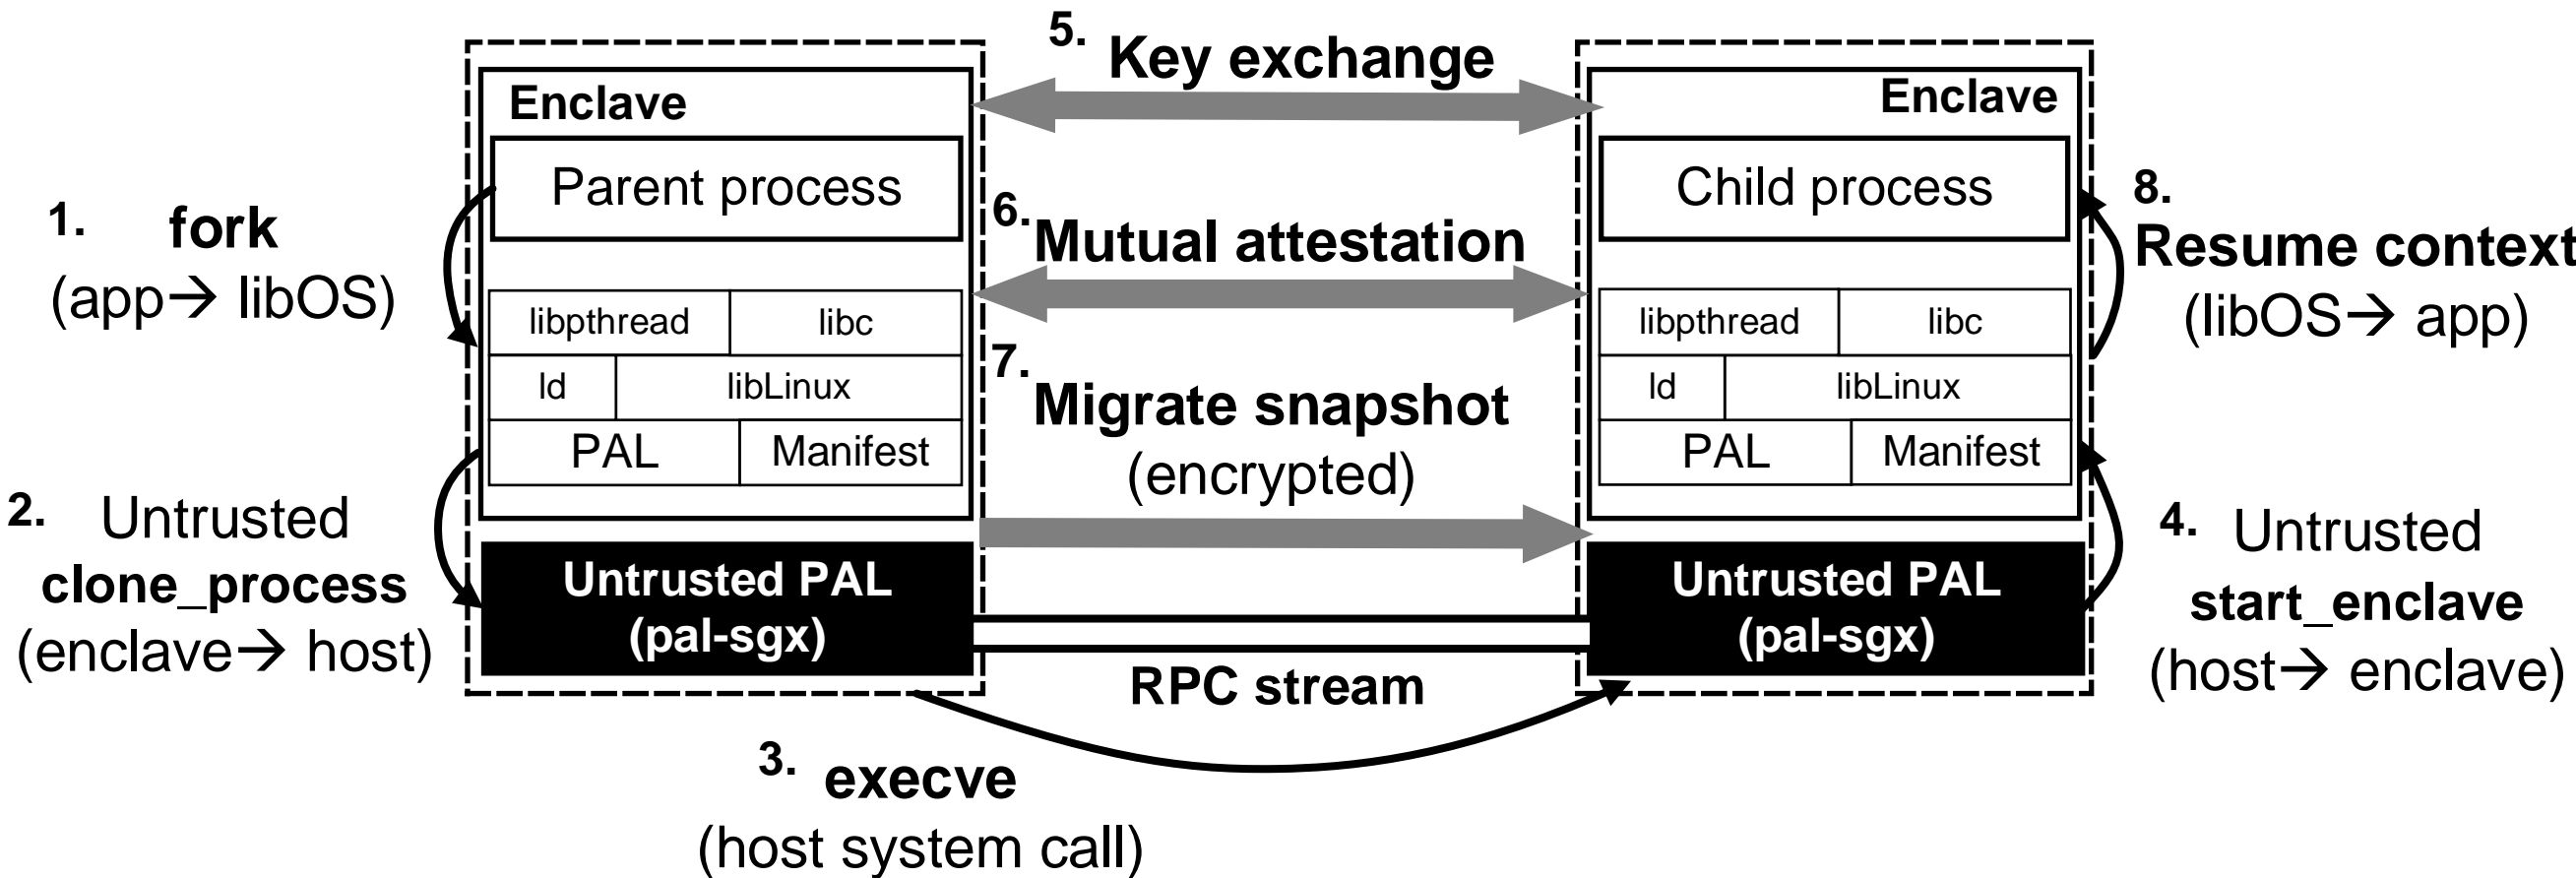 1. fork
(app→ libOS)
2. Untrusted
clone_process
(enclave→ host)
Enclave
Parent process
libpthread libc
ld libLinux
PAL Manifest
Untrusted PAL
(pal-sgx)
3. execve
(host system call)
5. Key exchange
6. Mutual attestation
7. Migrate snapshot
(encrypted)
RPC stream
Enclave
Child process
libpthread libc
ld libLinux
PAL Manifest
Untrusted PAL
(pal-sgx)
4. Untrusted
start_enclave
(host→ enclave)
8.
Resume context
(libOS→ app)